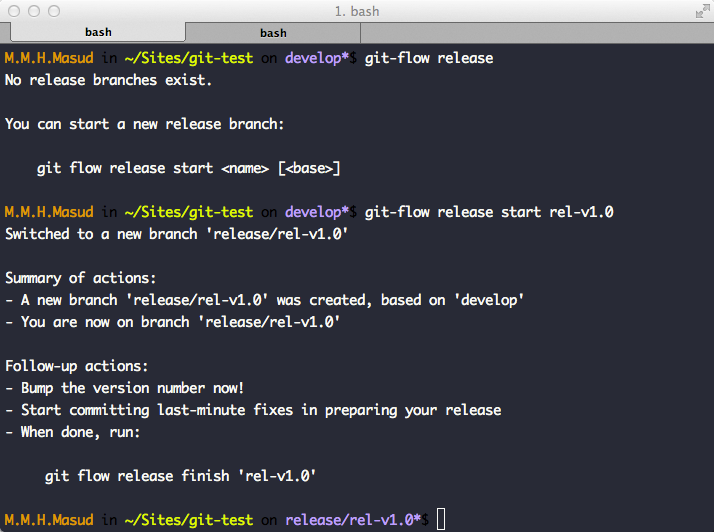 1. bash
bash
bash
M.M.H.Masud in ~/Sites/git-test on develop*$ git-flow release
No release branches exist.
You can start a new release branch:
git flow release start <name> [<base>]
M.M.H.Masud in ~/Sites/git-test on develop*$ git-flow release start rel-v1.0
Switched to a new branch 'release/rel-v1.0'
Summary of actions:
- A new branch 'release/rel-v1.0' was created, based on 'develop'
- You are now on branch 'release/rel-v1.0'
Follow-up actions:
- Bump the version number now!
- Start committing last-minute fixes in preparing your release
- When done, run:
git flow release finish 'rel-v1.0'
M.M.H.Masud in ~/Sites/git-test on release/rel-v1.0*$